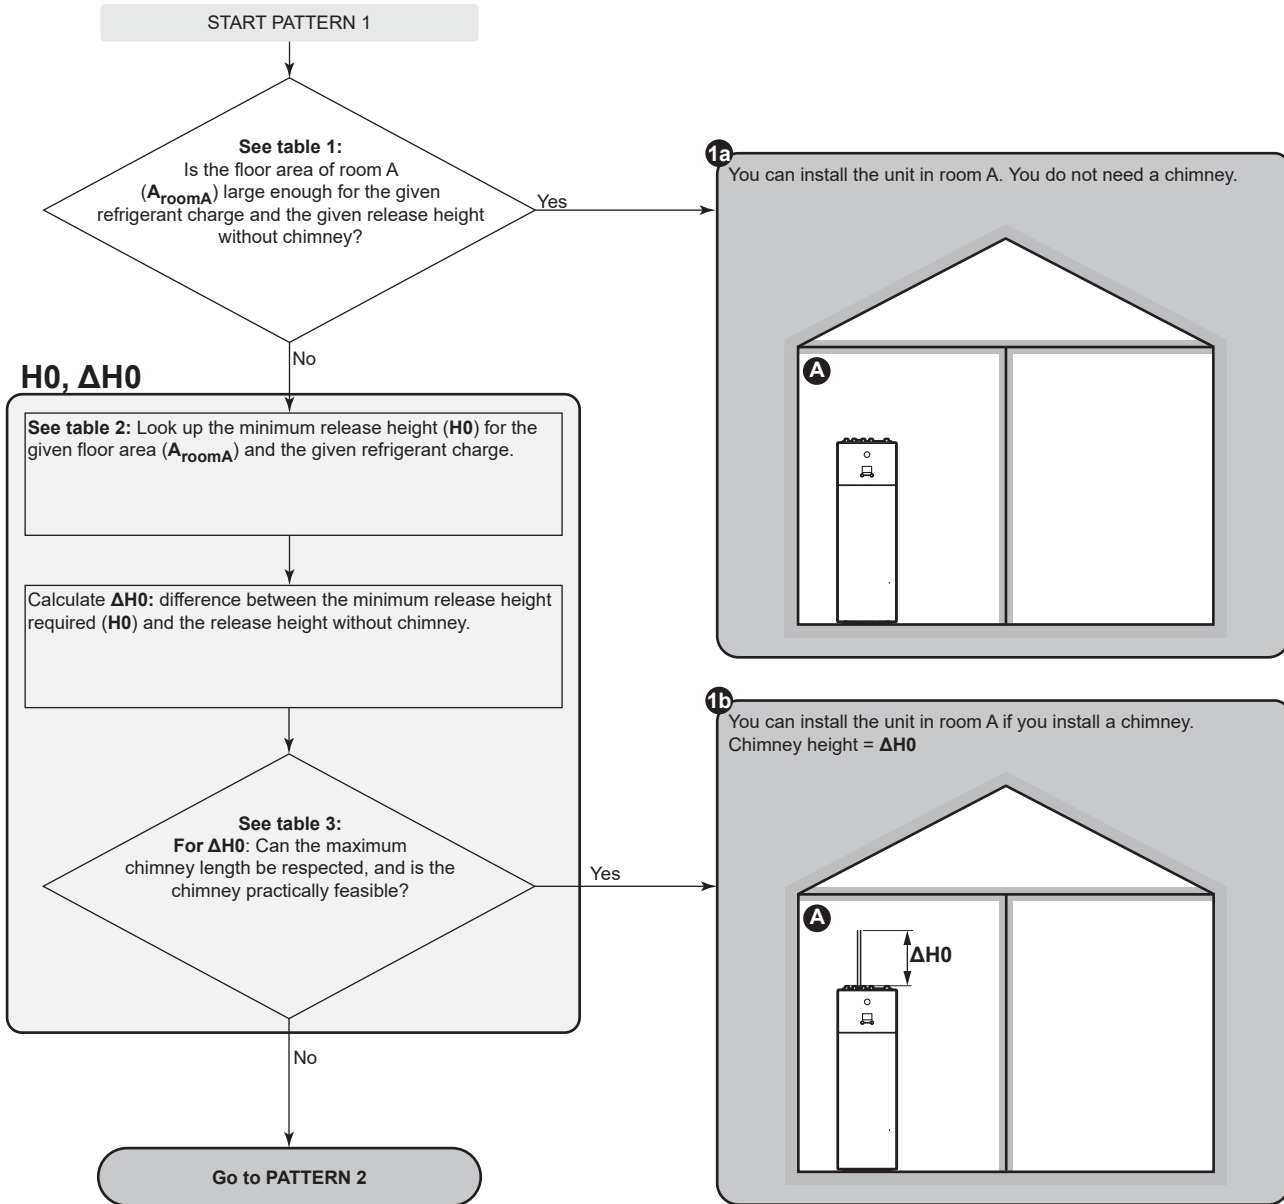 START PATTERN 1
See table 1:
Is the floor area of room A
(AroomA) large enough for the given
refrigerant charge and the given release height
without chimney?
Yes
No
1a
You can install the unit in room A. You do not need a chimney.
A
H0, ΔH0
See table 2: Look up the minimum release height (H0) for the
given floor area (AroomA) and the given refrigerant charge.
Calculate ΔH0: difference between the minimum release height
required (H0) and the release height without chimney.
See table 3:
For ΔH0: Can the maximum
chimney length be respected, and is the
chimney practically feasible?
Yes
No
1b
You can install the unit in room A if you install a chimney.
Chimney height = ΔH0
A
ΔH0
Go to PATTERN 2